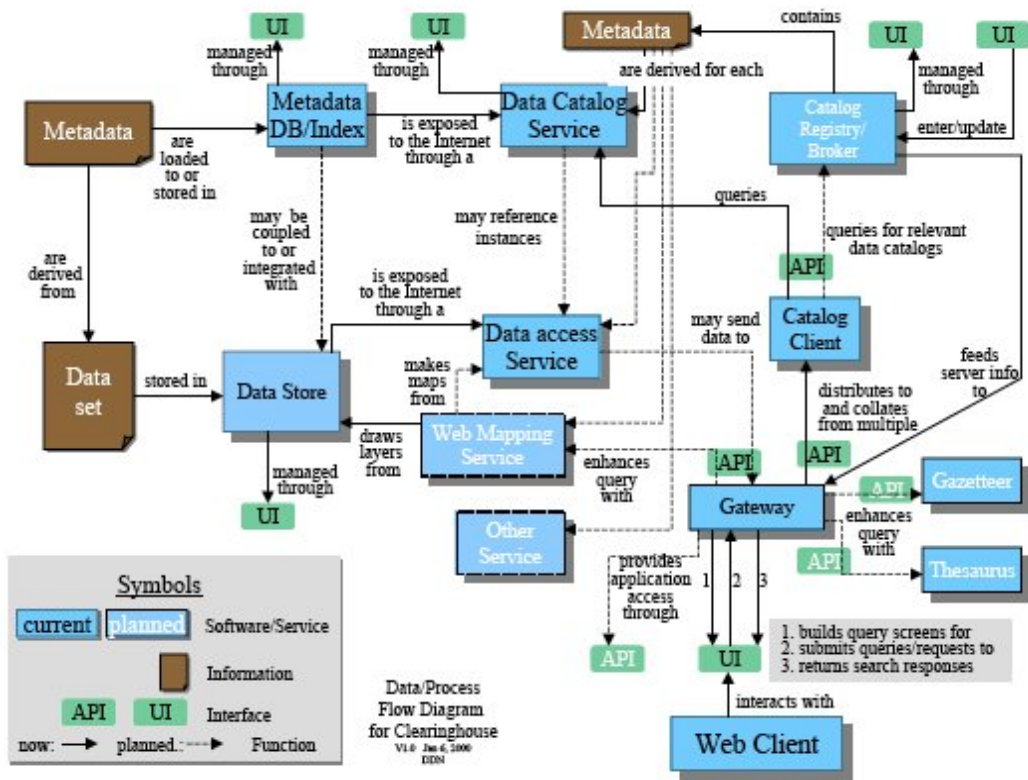 UI
UI
Metadata
contains
UI
UI
managed
through
managed
through
are derived for each
managed
through
Metadata
DB/Index
Data Catalog
Service
Catalog
Registry/
Broker
Metadata
are
loaded
to or
stored in
is exposed
to the Internet
through a
enter/update
queries
may be
coupled
to or
integrated
with
may reference
instances
queries for relevant
data catalogs
are
derived
from
API
is exposed
to the Internet
through a
may send
data to
Catalog
Client
Data access
Service
feeds
server info
to
Data
set
stored in
Data Store
makes
maps
from
distributes to
and collates
from multiple
draws
layers
from
Web Mapping
Service
enhances
query
with
API
API
managed
through
UI
Gateway
API
Gazetteer
enhances
query
with
Other
Service
API
Thesaurus
provides
application
access
through
1
2
3
Symbols
current
planned
Software/Service
Information
API
UI
Interface
now:
planned.:
Function
API
UI
1. builds query screens for
2. submits queries/requests to
3. returns search responses
Data/Process
Flow Diagram
for Clearinghouse
V1.0 Jan 6, 2000
DDN
interacts with
Web Client